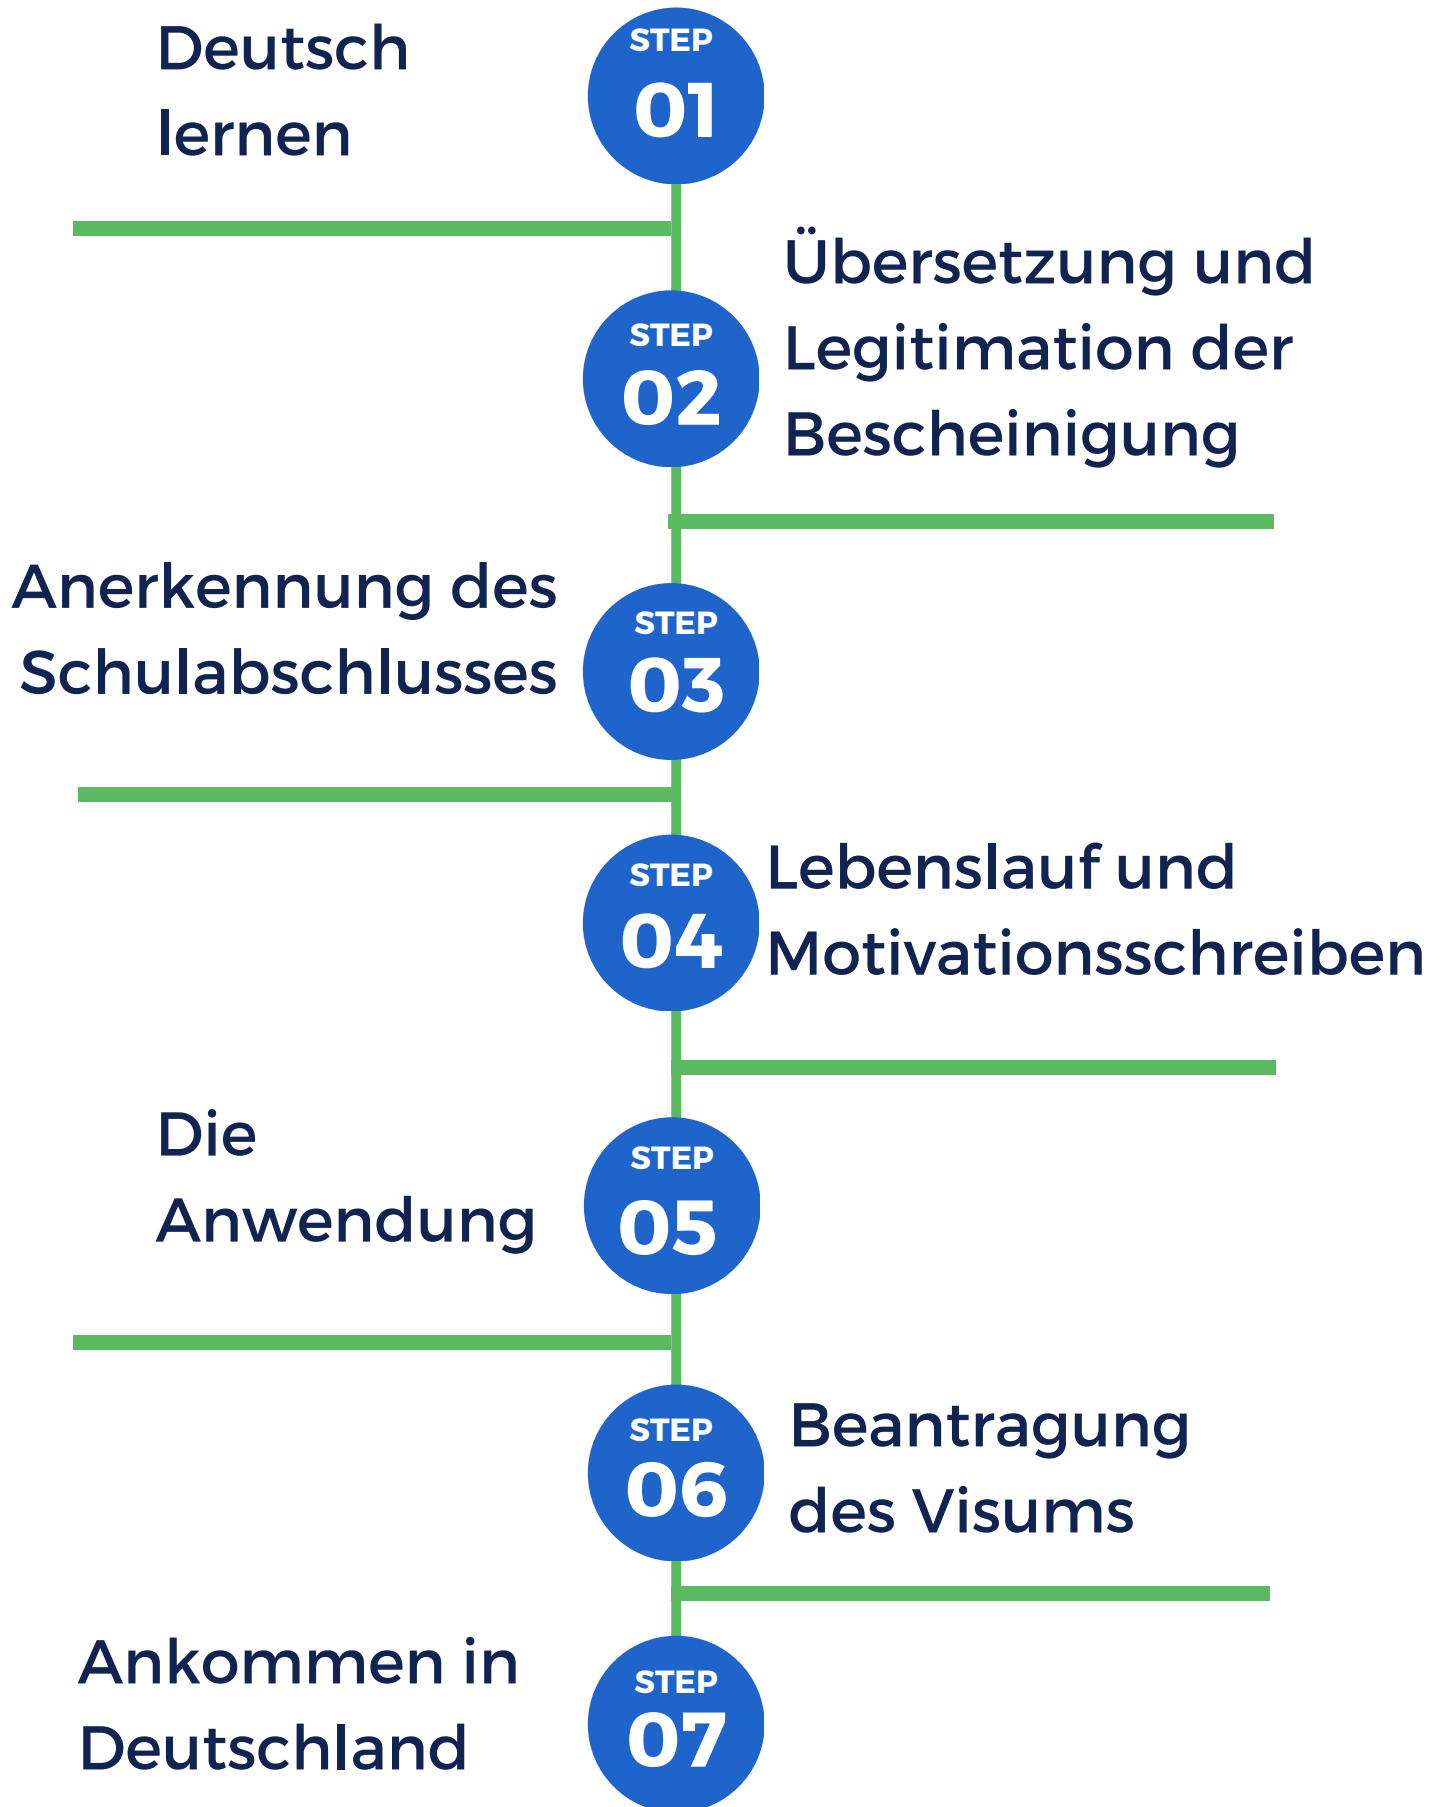 Deutsch
lernen
STEP
01
Übersetzung und
Legitimation der
Bescheinigung
STEP
02
Anerkennung des
Schulabschlusses
STEP
03
Lebenslauf und
Motivationsschreiben
STEP
04
Die
Anwendung
STEP
05
Beantragung
des Visums
STEP
06
Ankommen in
Deutschland
STEP
07